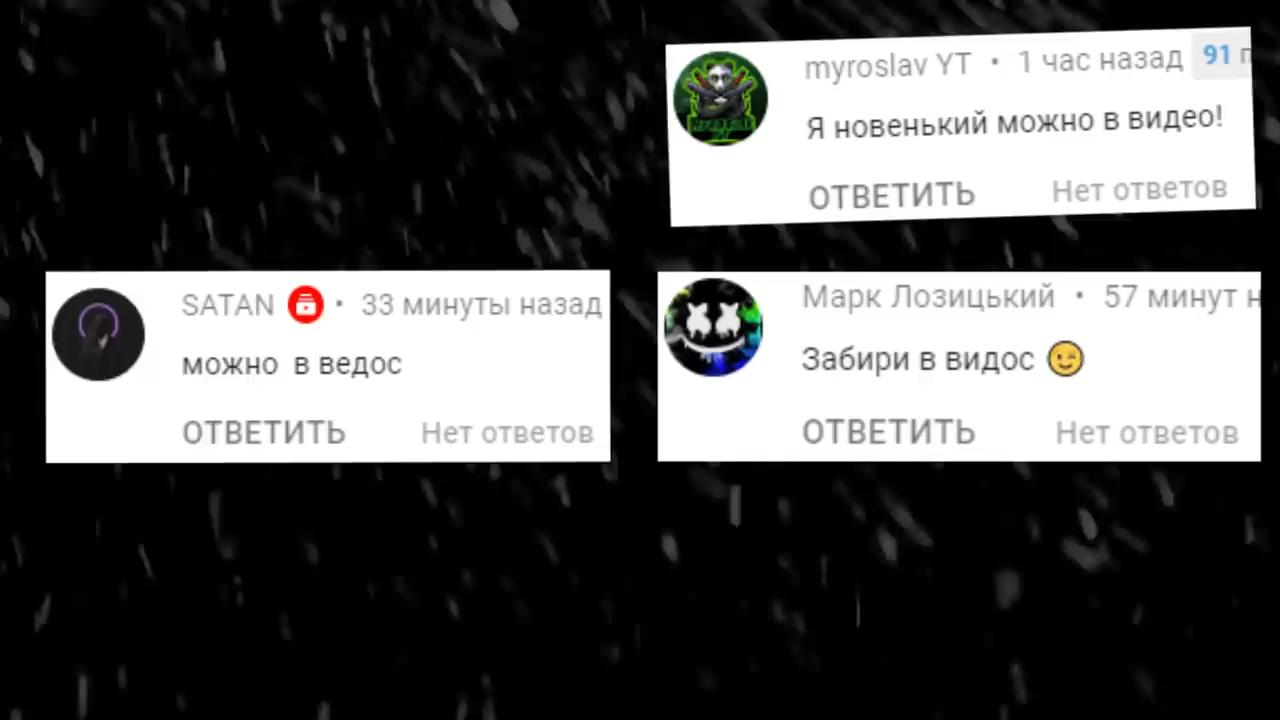 myroslav YT • 1 час назад 91
Я новенький можно в видео!
ОТВЕТИТЬ Нет ответов
SATAN • 33 минуты назад
можно в ведос
ОТВЕТИТЬ Нет ответов
Марк Лозицький • 57 минут н
Забири в видос 😉
ОТВЕТИТЬ Нет ответов